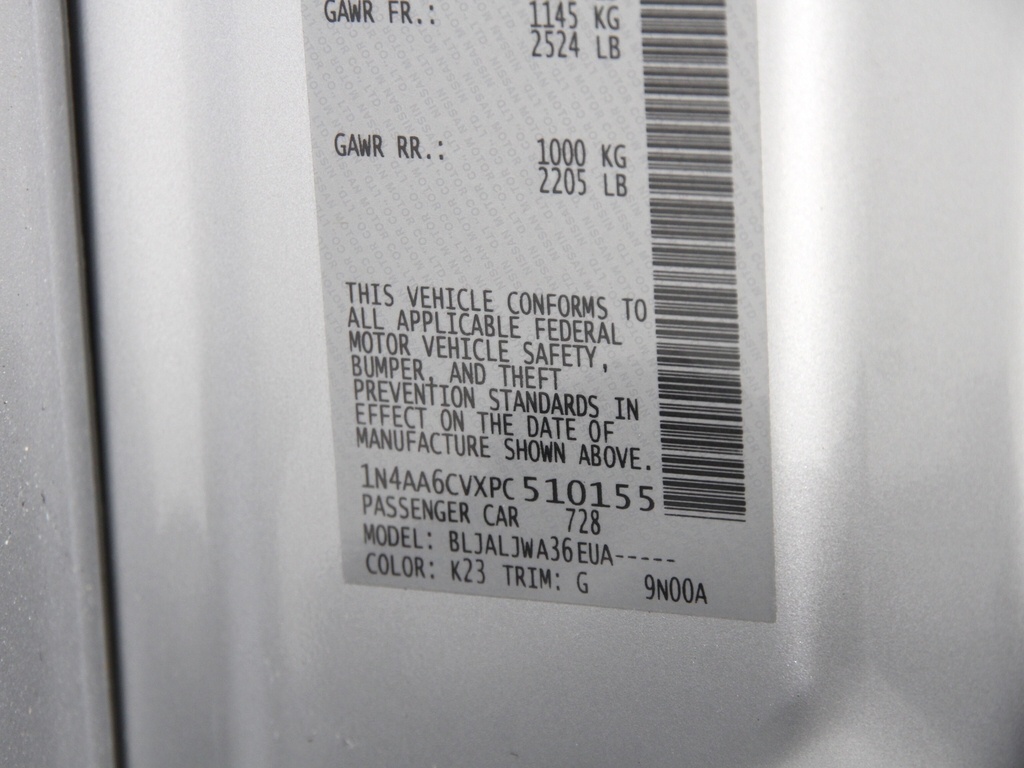 GAWR FR.: 1145 KG
2524 LB
GAWR RR.: 1000 KG
2205 LB
THIS VEHICLE CONFORMS TO
ALL APPLICABLE FEDERAL
MOTOR VEHICLE SAFETY,
BUMPER, AND THEFT
PREVENTION STANDARDS IN
EFFECT ON THE DATE OF
MANUFACTURE SHOWN ABOVE.
1N4AA6CVXPC510155
PASSENGER CAR 728
MODEL: BLJALJWA36EUA-----
COLOR: K23 TRIM: G 9N00A